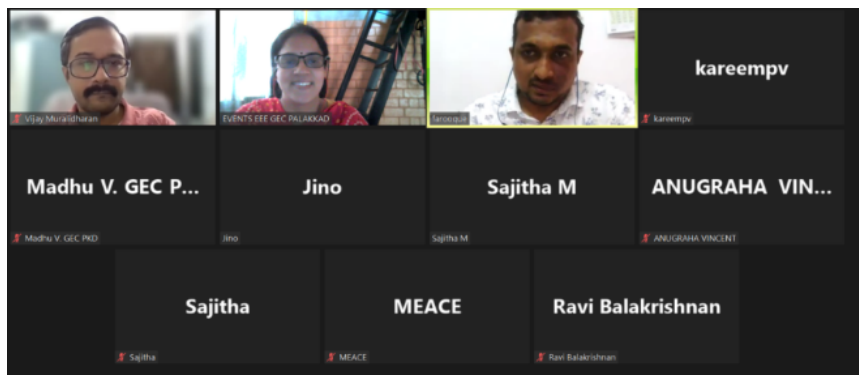 Vijay Muralidharan
EVENTS EEE GEC PALAKKAD
farouque
kareempv
kareempv
Madhu V. GEC P...
Jino
Sajitha M
ANUGRAHA VIN...
Madhu V. GEC PKD
Jino
Sajitha M
ANUGRAHA VINCENT
Sajitha
MEACE
Ravi Balakrishnan
Sajitha
MEACE
Ravi Balakrishnan